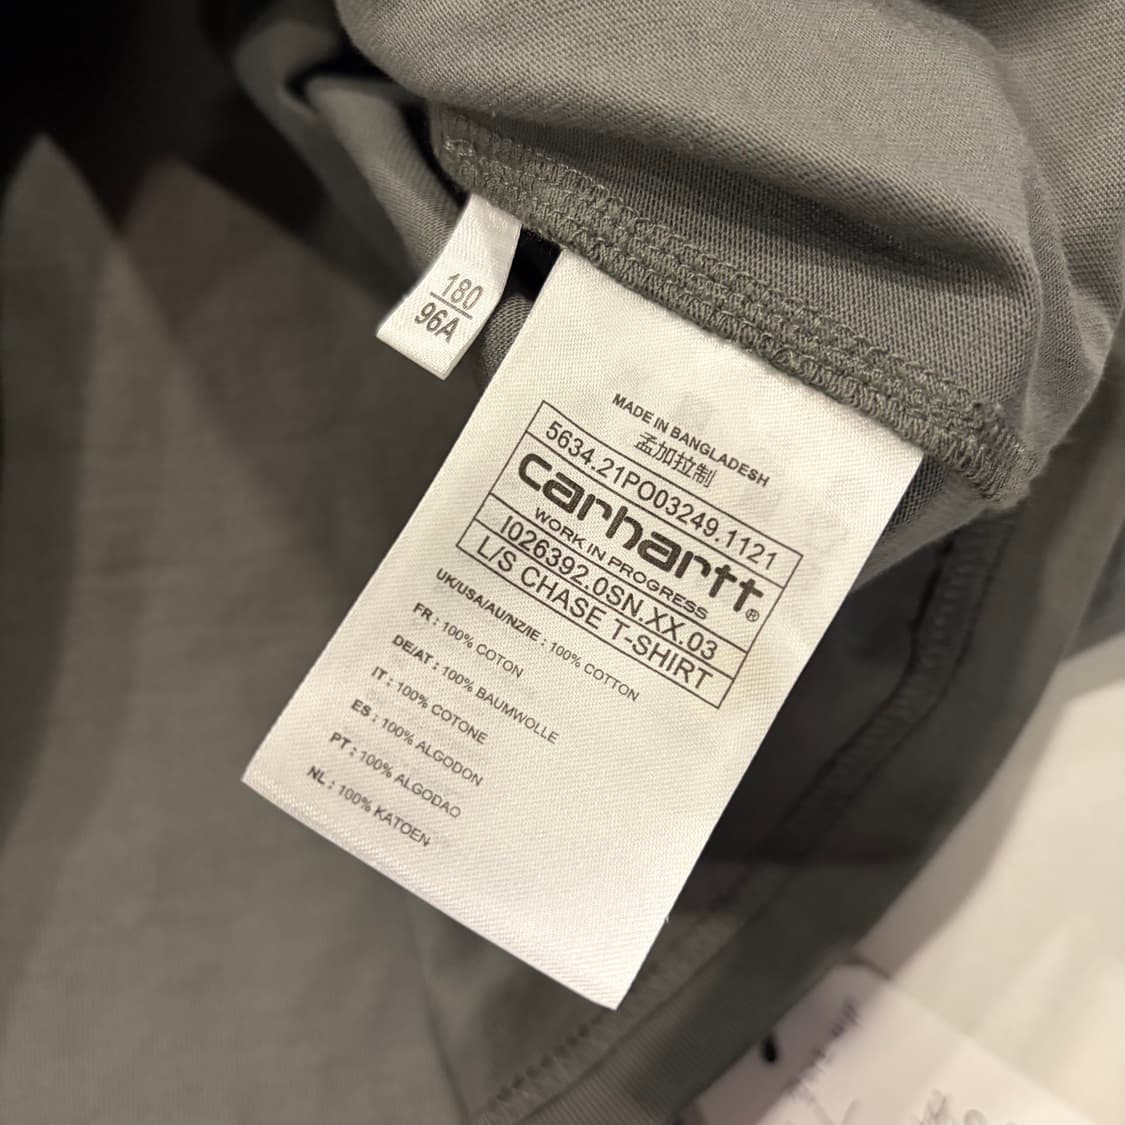 180
96A
MADE IN BANGLADESH
孟加拉制
5634.21PO03249.1121
carhartt®
WORK IN PROGRESS
I026392.0SN.XX.03
L/S CHASE T-SHIRT
UK/USA/AU/NZ/IE : 100% COTTON
FR : 100% COTON
DE/AT : 100% BAUMWOLLE
IT : 100% COTONE
ES : 100% ALGODON
PT : 100% ALGODAO
NL : 100% KATOEN